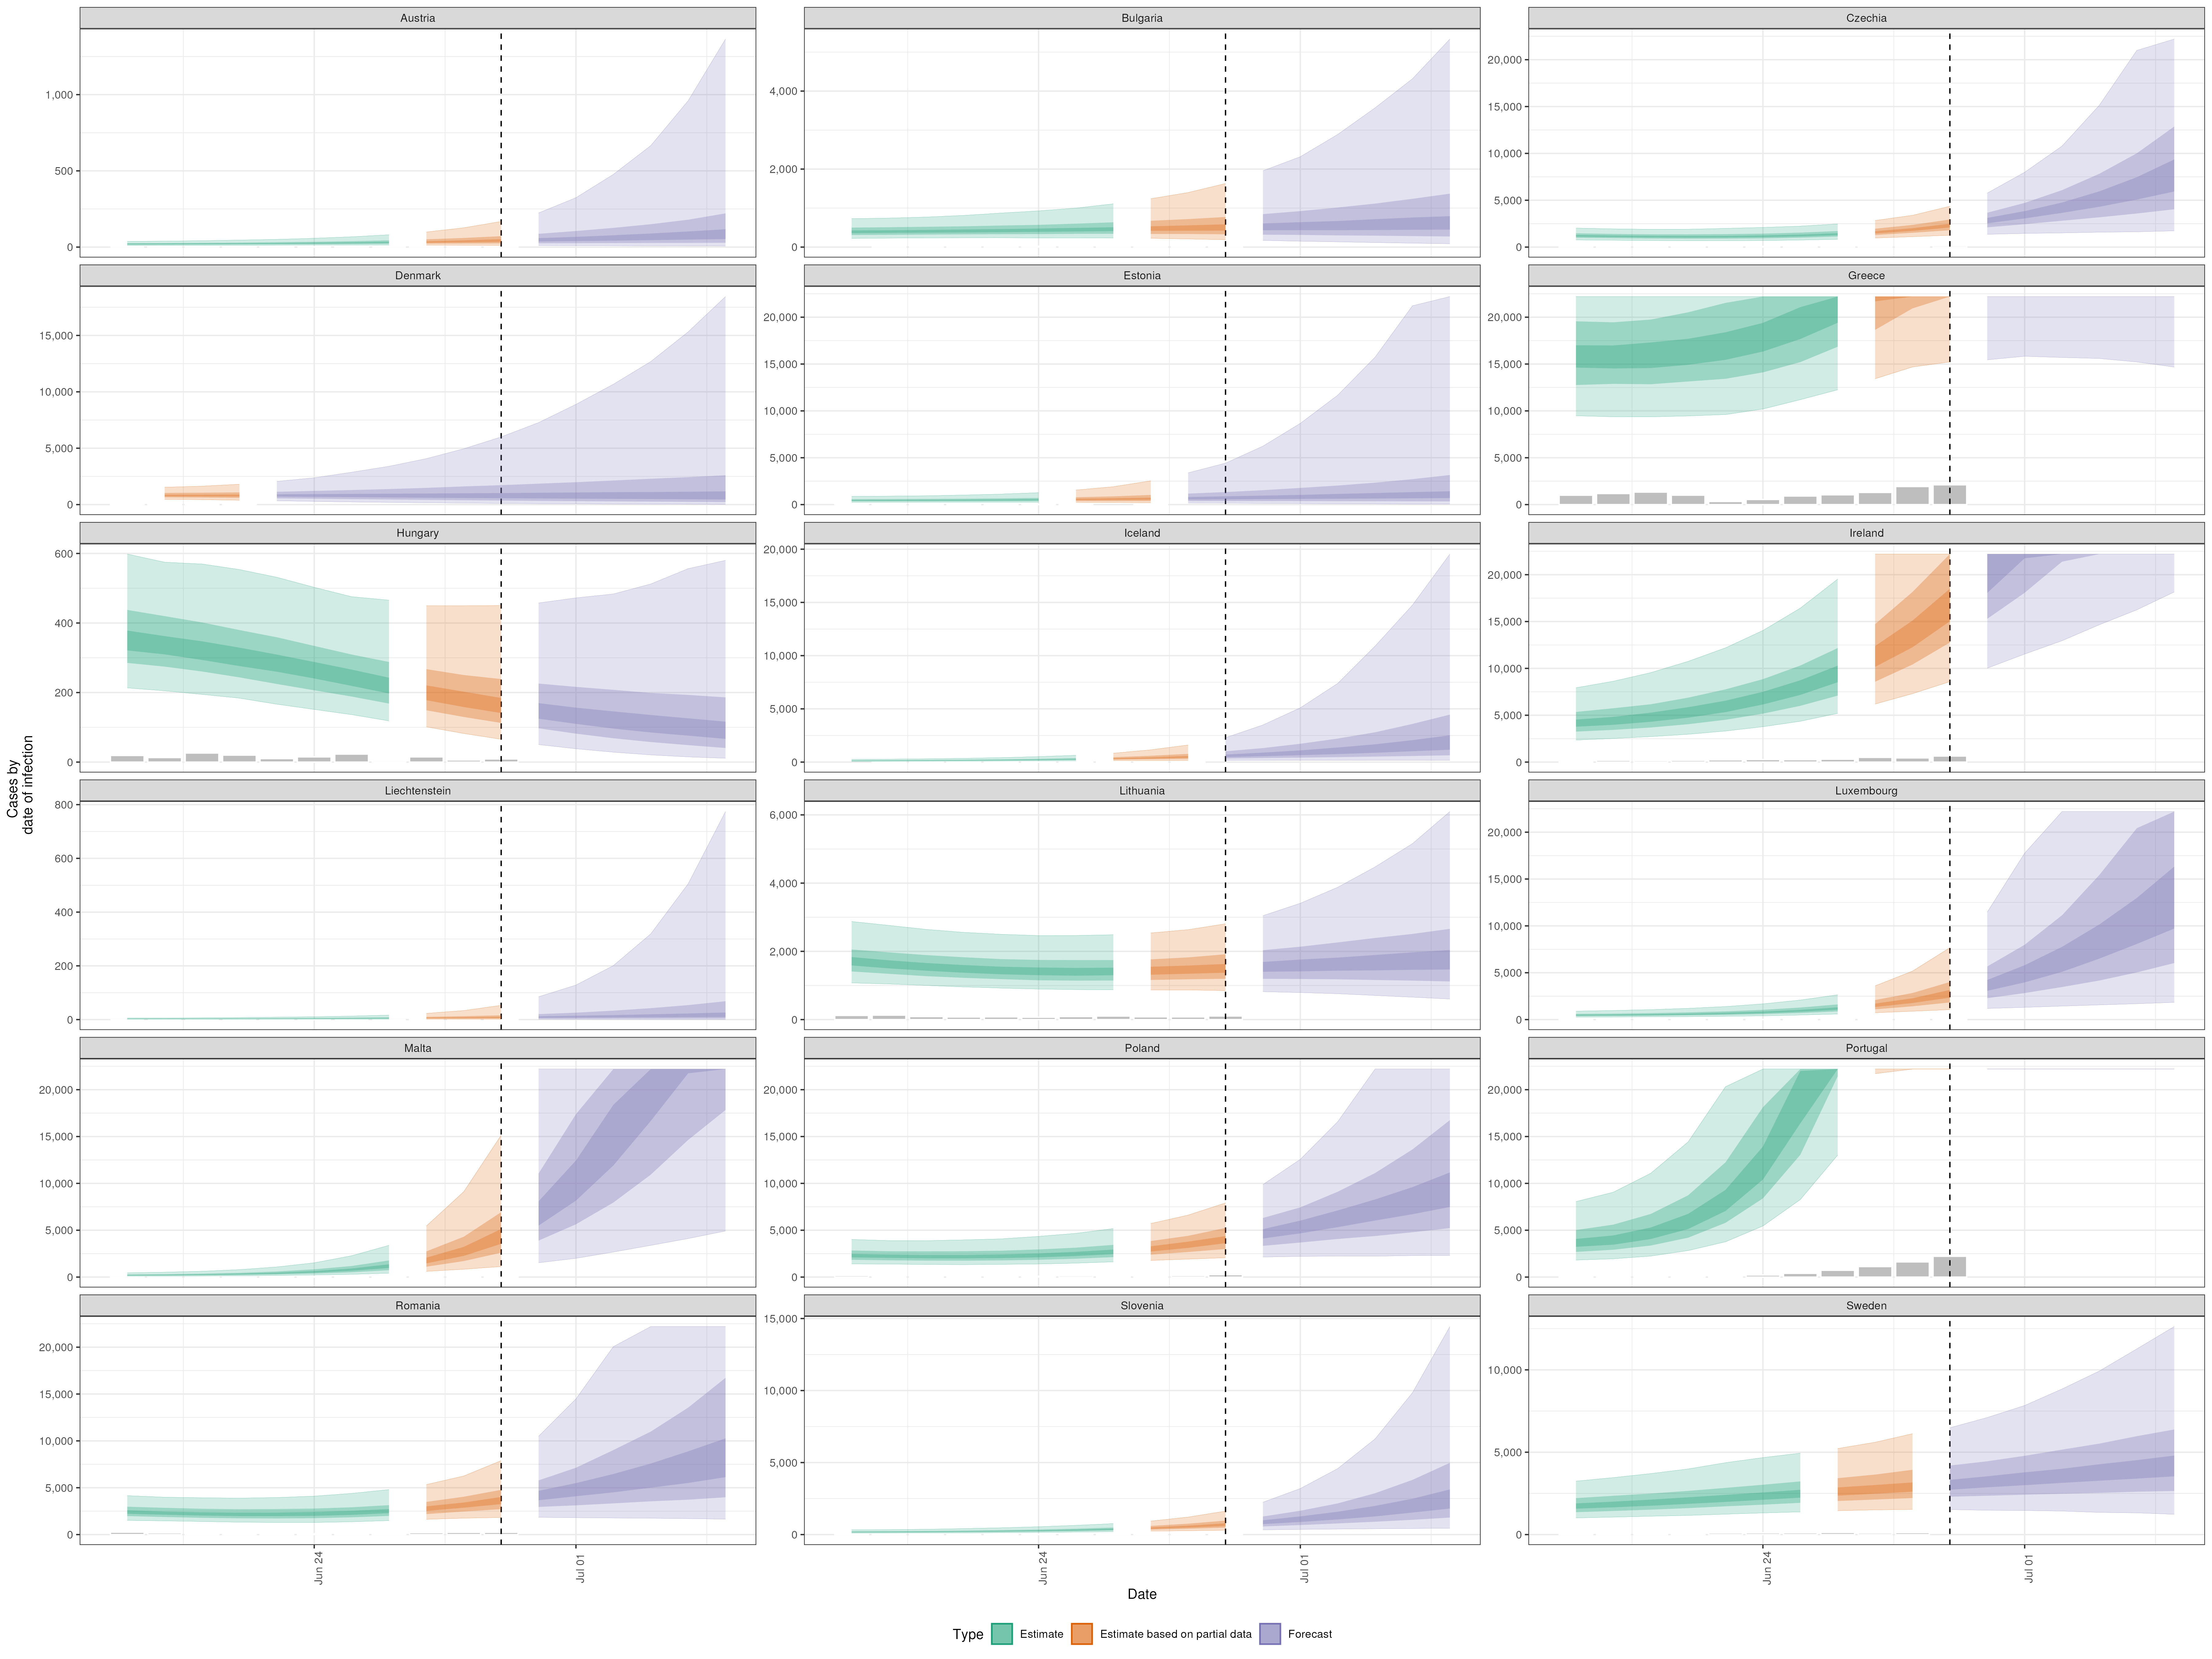 Austria
Bulgaria
Czechia
1,000
500
0
4,000
2,000
0
20,000
15,000
10,000
5,000
0
Denmark
Estonia
Greece
15,000
10,000
5,000
0
20,000
15,000
10,000
5,000
0
20,000
15,000
10,000
5,000
0
Hungary
Iceland
Ireland
600
400
200
0
20,000
15,000
10,000
5,000
0
20,000
15,000
10,000
5,000
0
Cases by
date of infection
Liechtenstein
Lithuania
Luxembourg
800
600
400
200
0
6,000
4,000
2,000
0
20,000
15,000
10,000
5,000
0
Malta
Poland
Portugal
20,000
15,000
10,000
5,000
0
20,000
15,000
10,000
5,000
0
20,000
15,000
10,000
5,000
0
Romania
Slovenia
Sweden
20,000
15,000
10,000
5,000
0
15,000
10,000
5,000
0
10,000
5,000
0
Jun 24
Jul 01
Jun 24
Jul 01
Jun 24
Jul 01
Date
Type
Estimate
Estimate based on partial data
Forecast